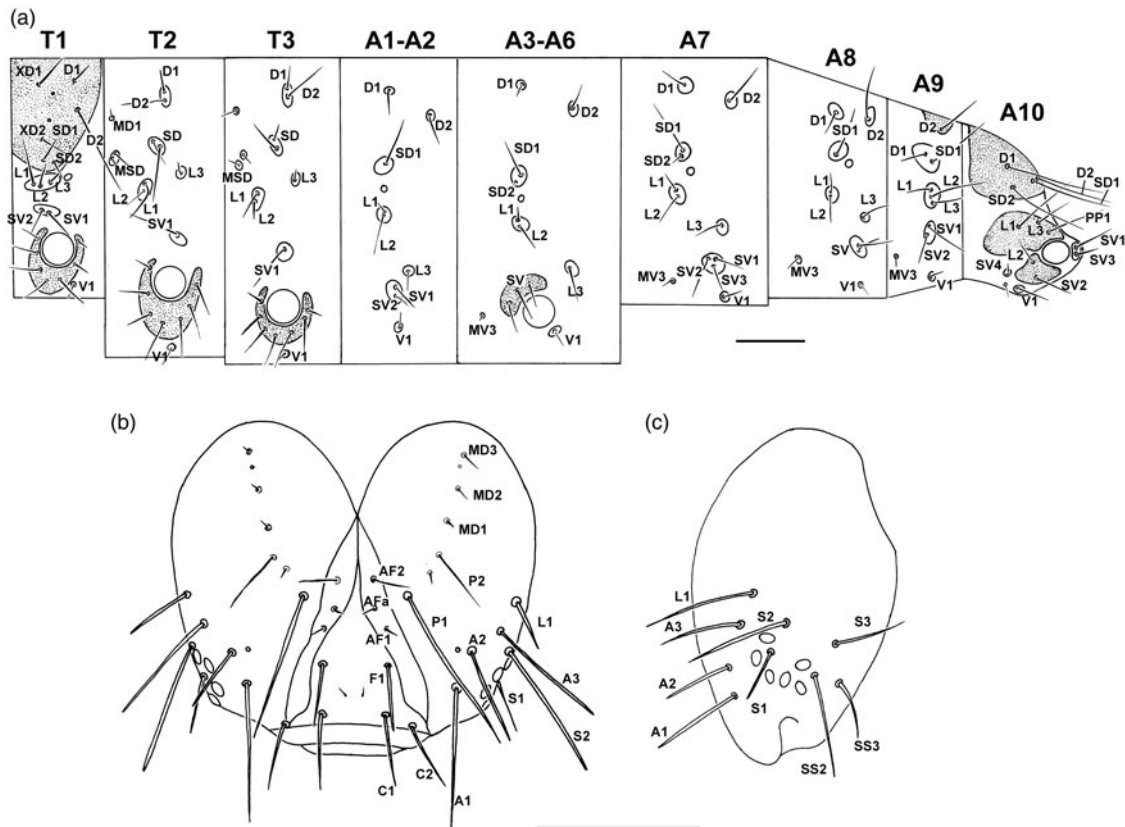 (a)
T1 T2 T3 A1-A2 A3-A6 A7 A8 A9 A10
XD1 D1
XD2 SD1
D2
SD2
L1 L3
L2
SV2 SV1
V1
D1
D2
MD1
SD
MSD
L3
L2 L1
SV1
V1
D1
D2
SD
MSD
L3
L1
L2
SV1
V1
D1
D2
SD1
L1
L2
L3
SV1
SV2
V1
D1
D2
SD1
SD2
L1
L2
SV
L3
MV3
V1
D1
D2
SD1
SD2
L1
L2
L3
SV1
SV2
SV3
MV3
V1
D1
D2
SD1
L1
L2
L3
SV
MV3
V1
D2
D1 SD1
L1
L3
SV1
SV2
MV3
V1
D1
D2
SD1
SD2
PP1
L1 L3
SV1
L2
SV3
SV4
SV2
V1
(b)
MD3
MD2
MD1
AF2
P2
AFa
P1
L1
AF1
A2
A3
F1
S1
S2
C2
C1
A1
(c)
L1
S2
A3
S3
A2
S1
A1
SS3
SS2